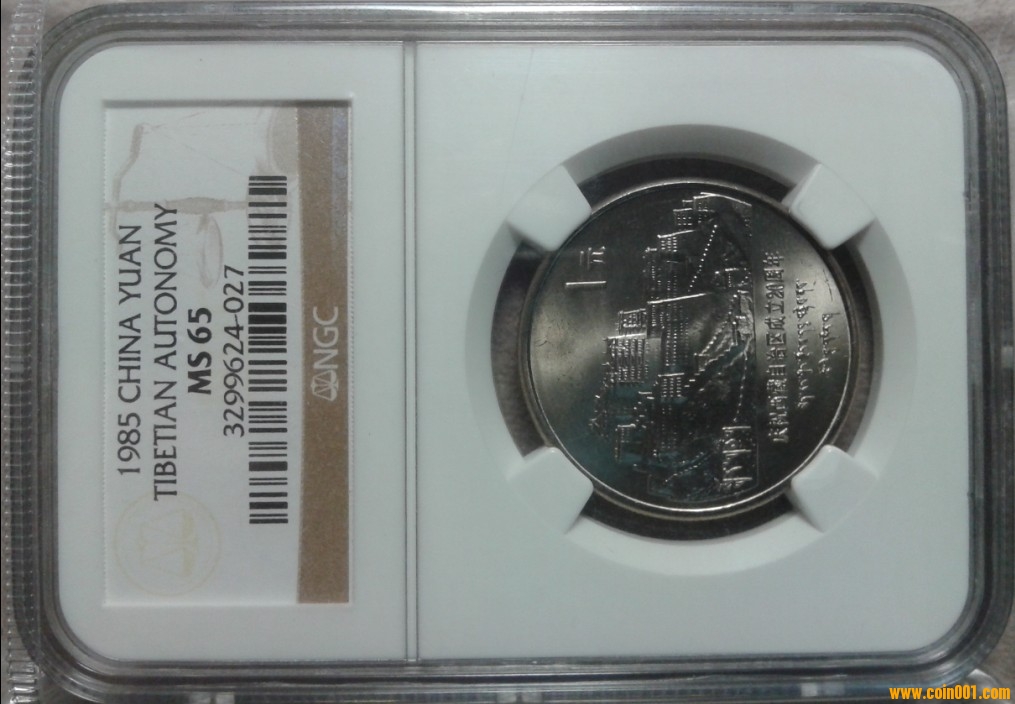 1985 CHINA YUAN
TIBETIAN AUTONOMY
MS 65
3299624-027
NGC
1元
庆祝西藏自治区成立20周年
www.coin001.com